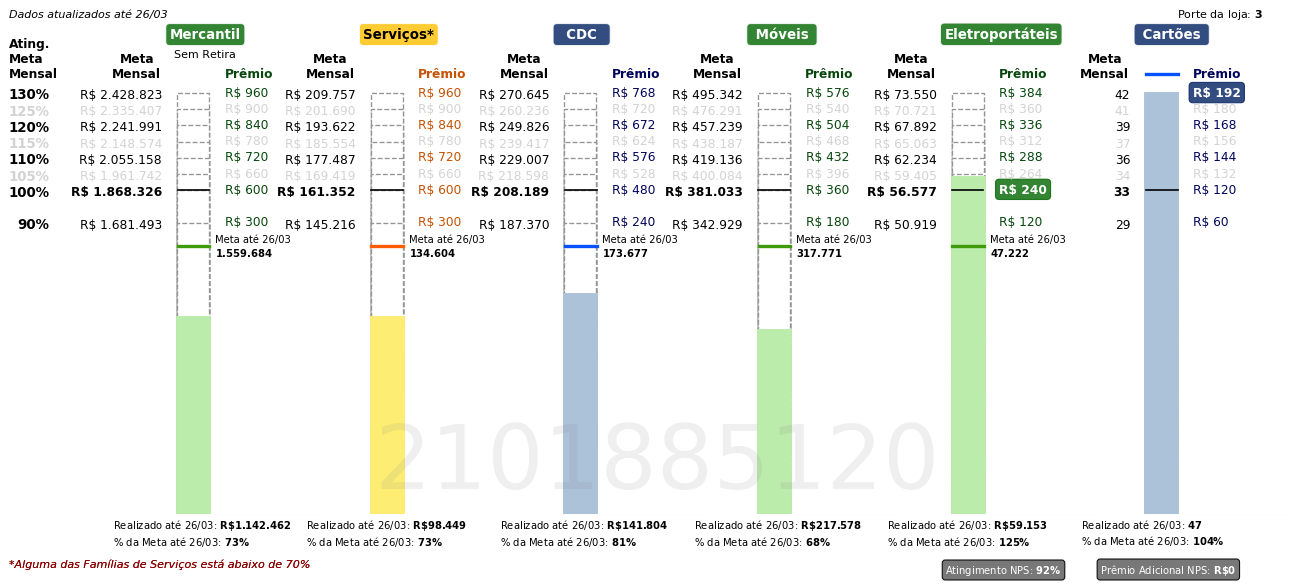 Dados atualizados até 26/03
Porte da loja: 3
Mercantil Serviços* CDC Móveis Eletroportáteis Cartões
Sem Retira
Ating. Meta Mensal
Meta Mensal Prêmio Meta Mensal Prêmio Meta Mensal Prêmio Meta Mensal Prêmio Meta Mensal Prêmio Meta Mensal Prêmio
130% R$ 2.428.823 R$ 960 R$ 209.757 R$ 960 R$ 270.645 R$ 768 R$ 495.342 R$ 576 R$ 73.550 R$ 384 42 R$ 192
125% R$ 2.335.407 R$ 900 R$ 201.690 R$ 900 R$ 260.236 R$ 720 R$ 476.291 R$ 540 R$ 70.721 R$ 360 41 R$ 180
120% R$ 2.241.991 R$ 840 R$ 193.622 R$ 840 R$ 249.826 R$ 672 R$ 457.239 R$ 504 R$ 67.892 R$ 336 39 R$ 168
115% R$ 2.148.574 R$ 780 R$ 185.554 R$ 780 R$ 239.417 R$ 624 R$ 438.187 R$ 468 R$ 65.063 R$ 312 37 R$ 156
110% R$ 2.055.158 R$ 720 R$ 177.487 R$ 720 R$ 229.007 R$ 576 R$ 419.136 R$ 432 R$ 62.234 R$ 288 36 R$ 144
105% R$ 1.961.742 R$ 660 R$ 169.419 R$ 660 R$ 218.598 R$ 528 R$ 400.084 R$ 396 R$ 59.405 R$ 264 34 R$ 132
100% R$ 1.868.326 R$ 600 R$ 161.352 R$ 600 R$ 208.189 R$ 480 R$ 381.033 R$ 360 R$ 56.577 R$ 240 33 R$ 120
90% R$ 1.681.493 R$ 300 R$ 145.216 R$ 300 R$ 187.370 R$ 240 R$ 342.929 R$ 180 R$ 50.919 R$ 120 29 R$ 60
Meta até 26/03 Meta até 26/03 Meta até 26/03 Meta até 26/03 Meta até 26/03
1.559.684 134.604 173.677 317.771 47.222
2101885120
Realizado até 26/03: R$1.142.462 Realizado até 26/03: R$98.449 Realizado até 26/03: R$141.804 Realizado até 26/03: R$217.578 Realizado até 26/03: R$59.153 Realizado até 26/03: 47
% da Meta até 26/03: 73% % da Meta até 26/03: 73% % da Meta até 26/03: 81% % da Meta até 26/03: 68% % da Meta até 26/03: 125% % da Meta até 26/03: 104%
*Alguma das Famílias de Serviços está abaixo de 70%
Atingimento NPS: 92% Prêmio Adicional NPS: R$0